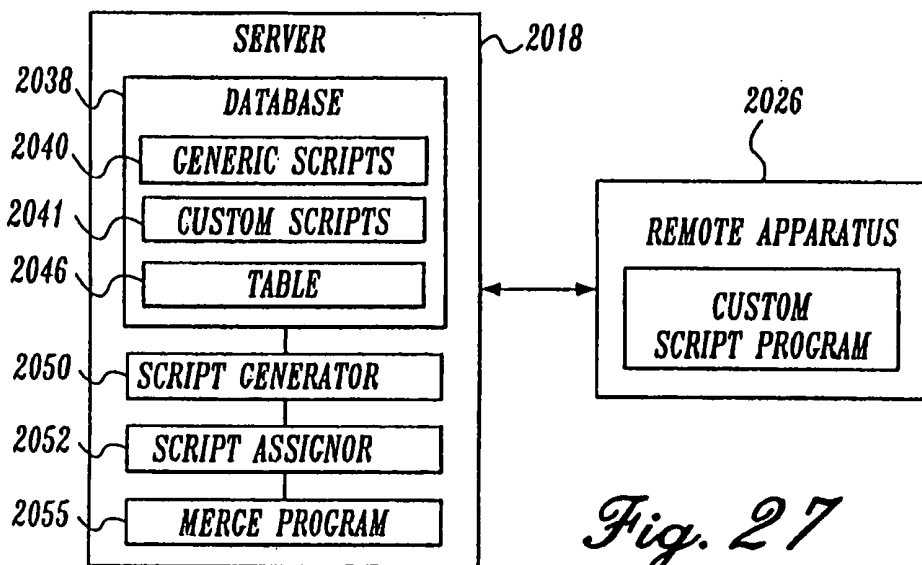 SERVER
2018
2038
DATABASE
2026
2040
GENERIC SCRIPTS
2041
CUSTOM SCRIPTS
REMOTE APPARATUS
2046
TABLE
CUSTOM
SCRIPT PROGRAM
2050
SCRIPT GENERATOR
2052
SCRIPT ASSIGNOR
2055
MERGE PROGRAM
Fig. 27